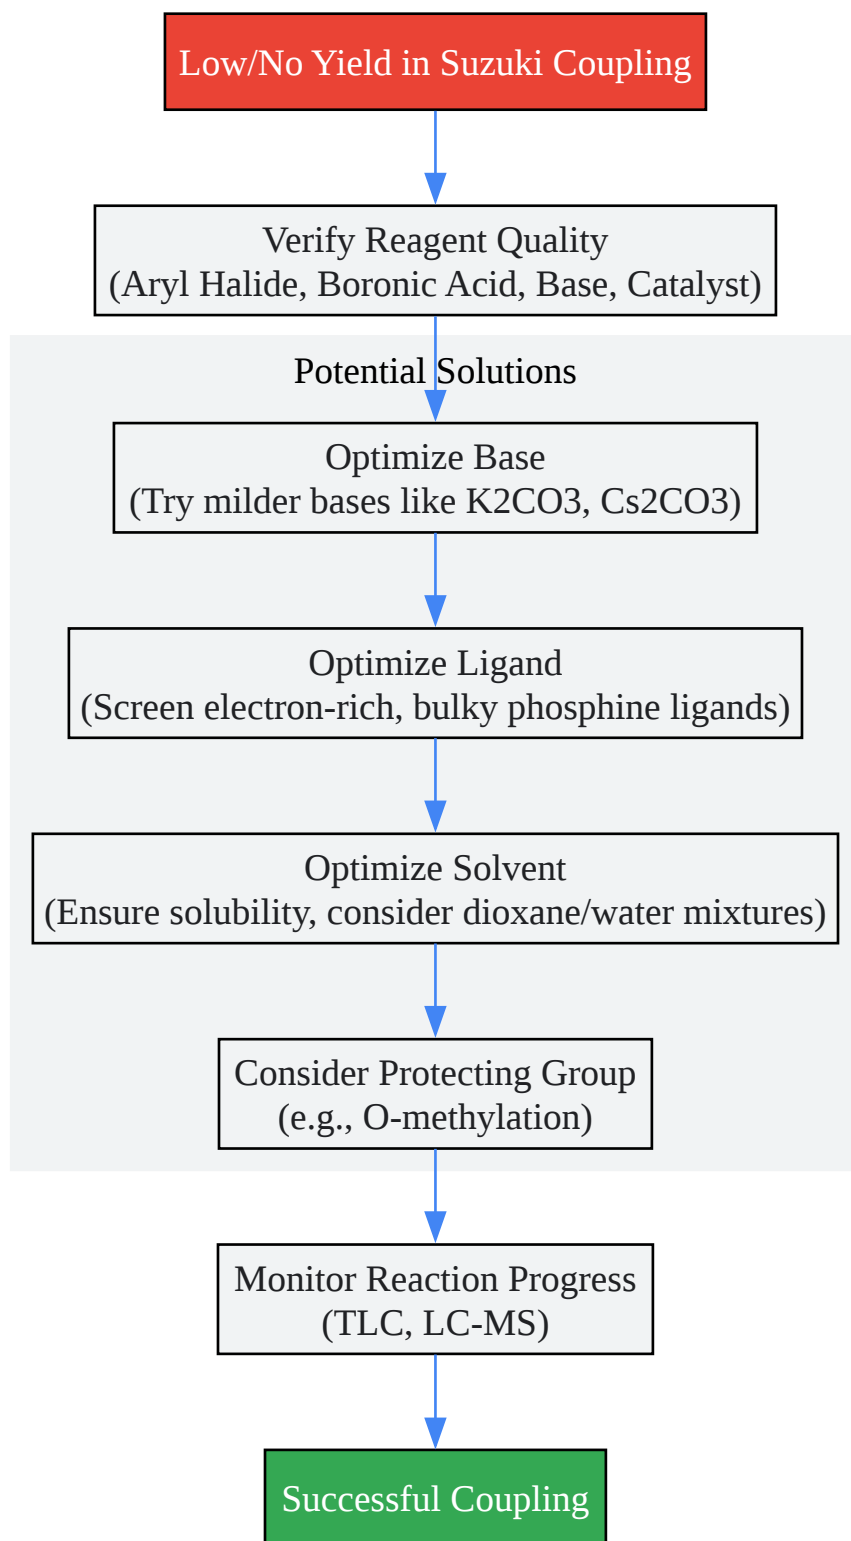 Low/No Yield in Suzuki Coupling
Verify Reagent Quality
(Aryl Halide, Boronic Acid, Base, Catalyst)
Potential Solutions
Optimize Base
(Try milder bases like K2CO3, Cs2CO3)
Optimize Ligand
(Screen electron-rich, bulky phosphine ligands)
Optimize Solvent
(Ensure solubility, consider dioxane/water mixtures)
Consider Protecting Group
(e.g., O-methylation)
Monitor Reaction Progress
(TLC, LC-MS)
Successful Coupling